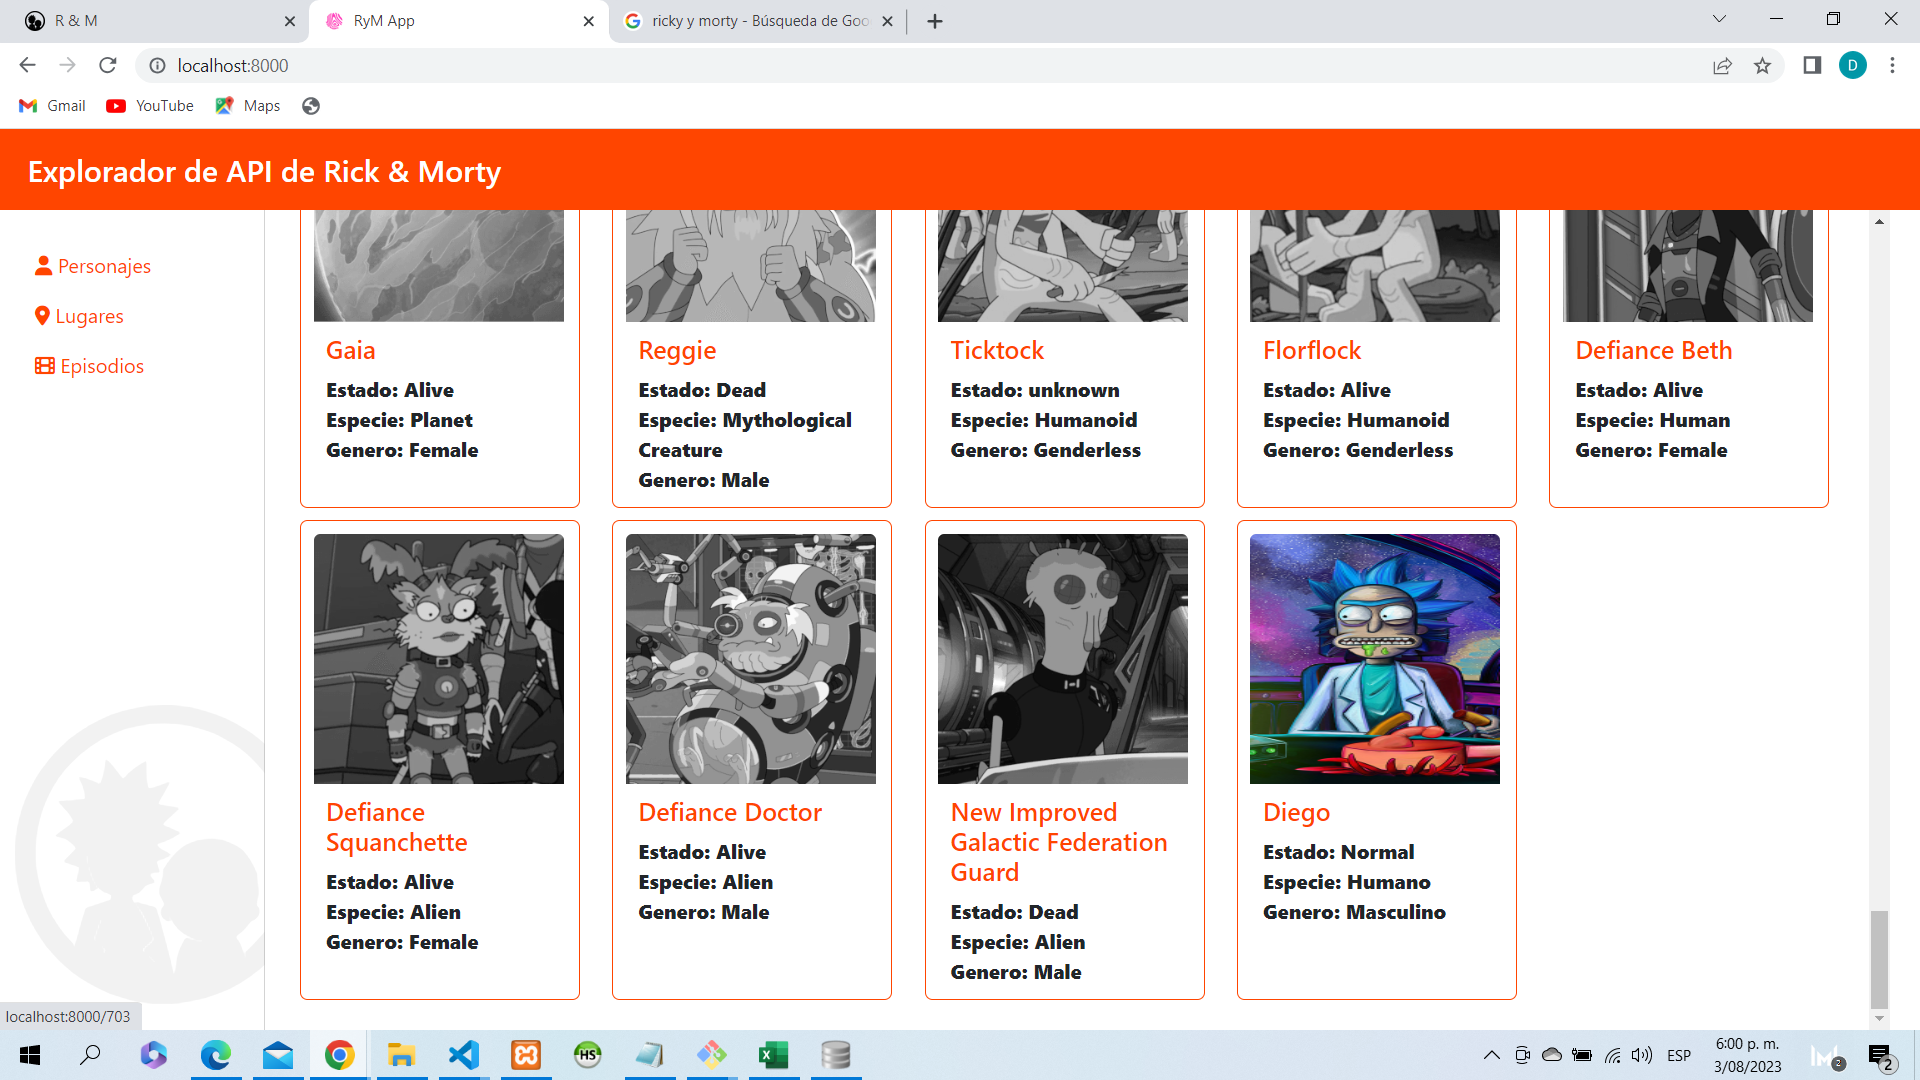 R & M
RyM App
ricky y morty - Búsqueda de Goo
localhost:8000
D
Gmail
YouTube
Maps
Explorador de API de Rick & Morty
Personajes
Lugares
Episodios
Gaia
Estado: Alive
Especie: Planet
Genero: Female
Reggie
Estado: Dead
Especie: Mythological
Creature
Genero: Male
Ticktock
Estado: unknown
Especie: Humanoid
Genero: Genderless
Florflock
Estado: Alive
Especie: Humanoid
Genero: Genderless
Defiance Beth
Estado: Alive
Especie: Human
Genero: Female
Defiance
Squanchette
Estado: Alive
Especie: Alien
Genero: Female
Defiance Doctor
Estado: Alive
Especie: Alien
Genero: Male
New Improved
Galactic Federation
Guard
Estado: Dead
Especie: Alien
Genero: Male
Diego
Estado: Normal
Especie: Humano
Genero: Masculino
localhost:8000/703
HS
ESP
6:00 p. m.
3/08/2023
2
2